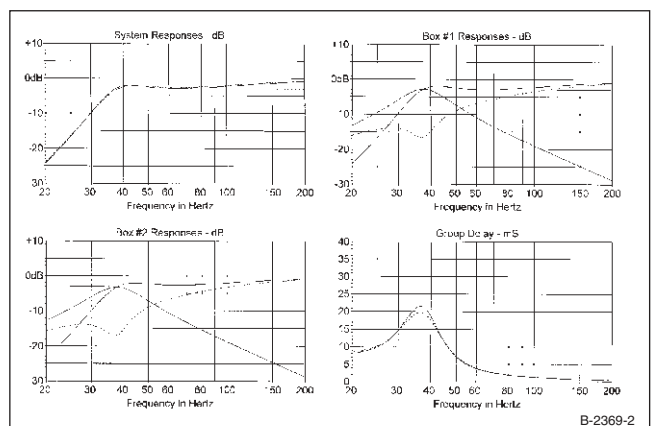 System Responses - dB
+10
0dB
-10
-20
30
20 30 40 50 60 80 100 150 200
Frequency in Hertz
Box #1 Responses - dB
+10
0dB
-10
-20
-30
20 30 40 50 60 80 100 150 200
Frequency in Hertz
Box #2 Responses - dB
+10
0dB
-10
-20
-30
20 30 40 50 60 80 100 150 200
Frequency in Hertz
Group Delay - mS
40
35
30
25
20
15
10
5
0
20 30 40 50 60 80 100 150 200
Frequency in Hertz
B-2369-2